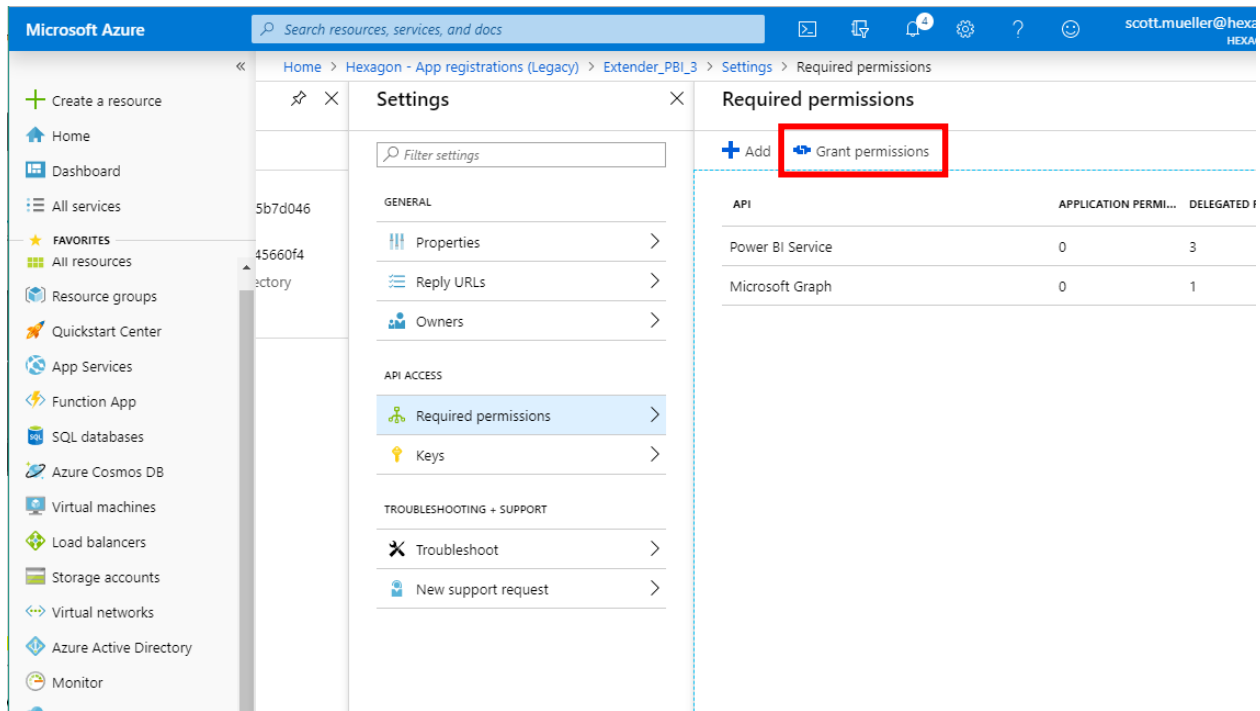 Microsoft Azure
Search resources, services, and docs
4
scott.mueller@hexa
HEXAG
Home > Hexagon - App registrations (Legacy) > Extender_PBI_3 > Settings > Required permissions
Create a resource
Home
Dashboard
All services
FAVORITES
All resources
Resource groups
Quickstart Center
App Services
Function App
SQL databases
Azure Cosmos DB
Virtual machines
Load balancers
Storage accounts
Virtual networks
Azure Active Directory
Monitor
5b7d046
45660f4
ectory
Settings
Filter settings
GENERAL
Properties
Reply URLs
Owners
API ACCESS
Required permissions
Keys
TROUBLESHOOTING + SUPPORT
Troubleshoot
New support request
Required permissions
Add Grant permissions
API APPLICATION PERMI... DELEGATED P
Power BI Service 0 3
Microsoft Graph 0 1